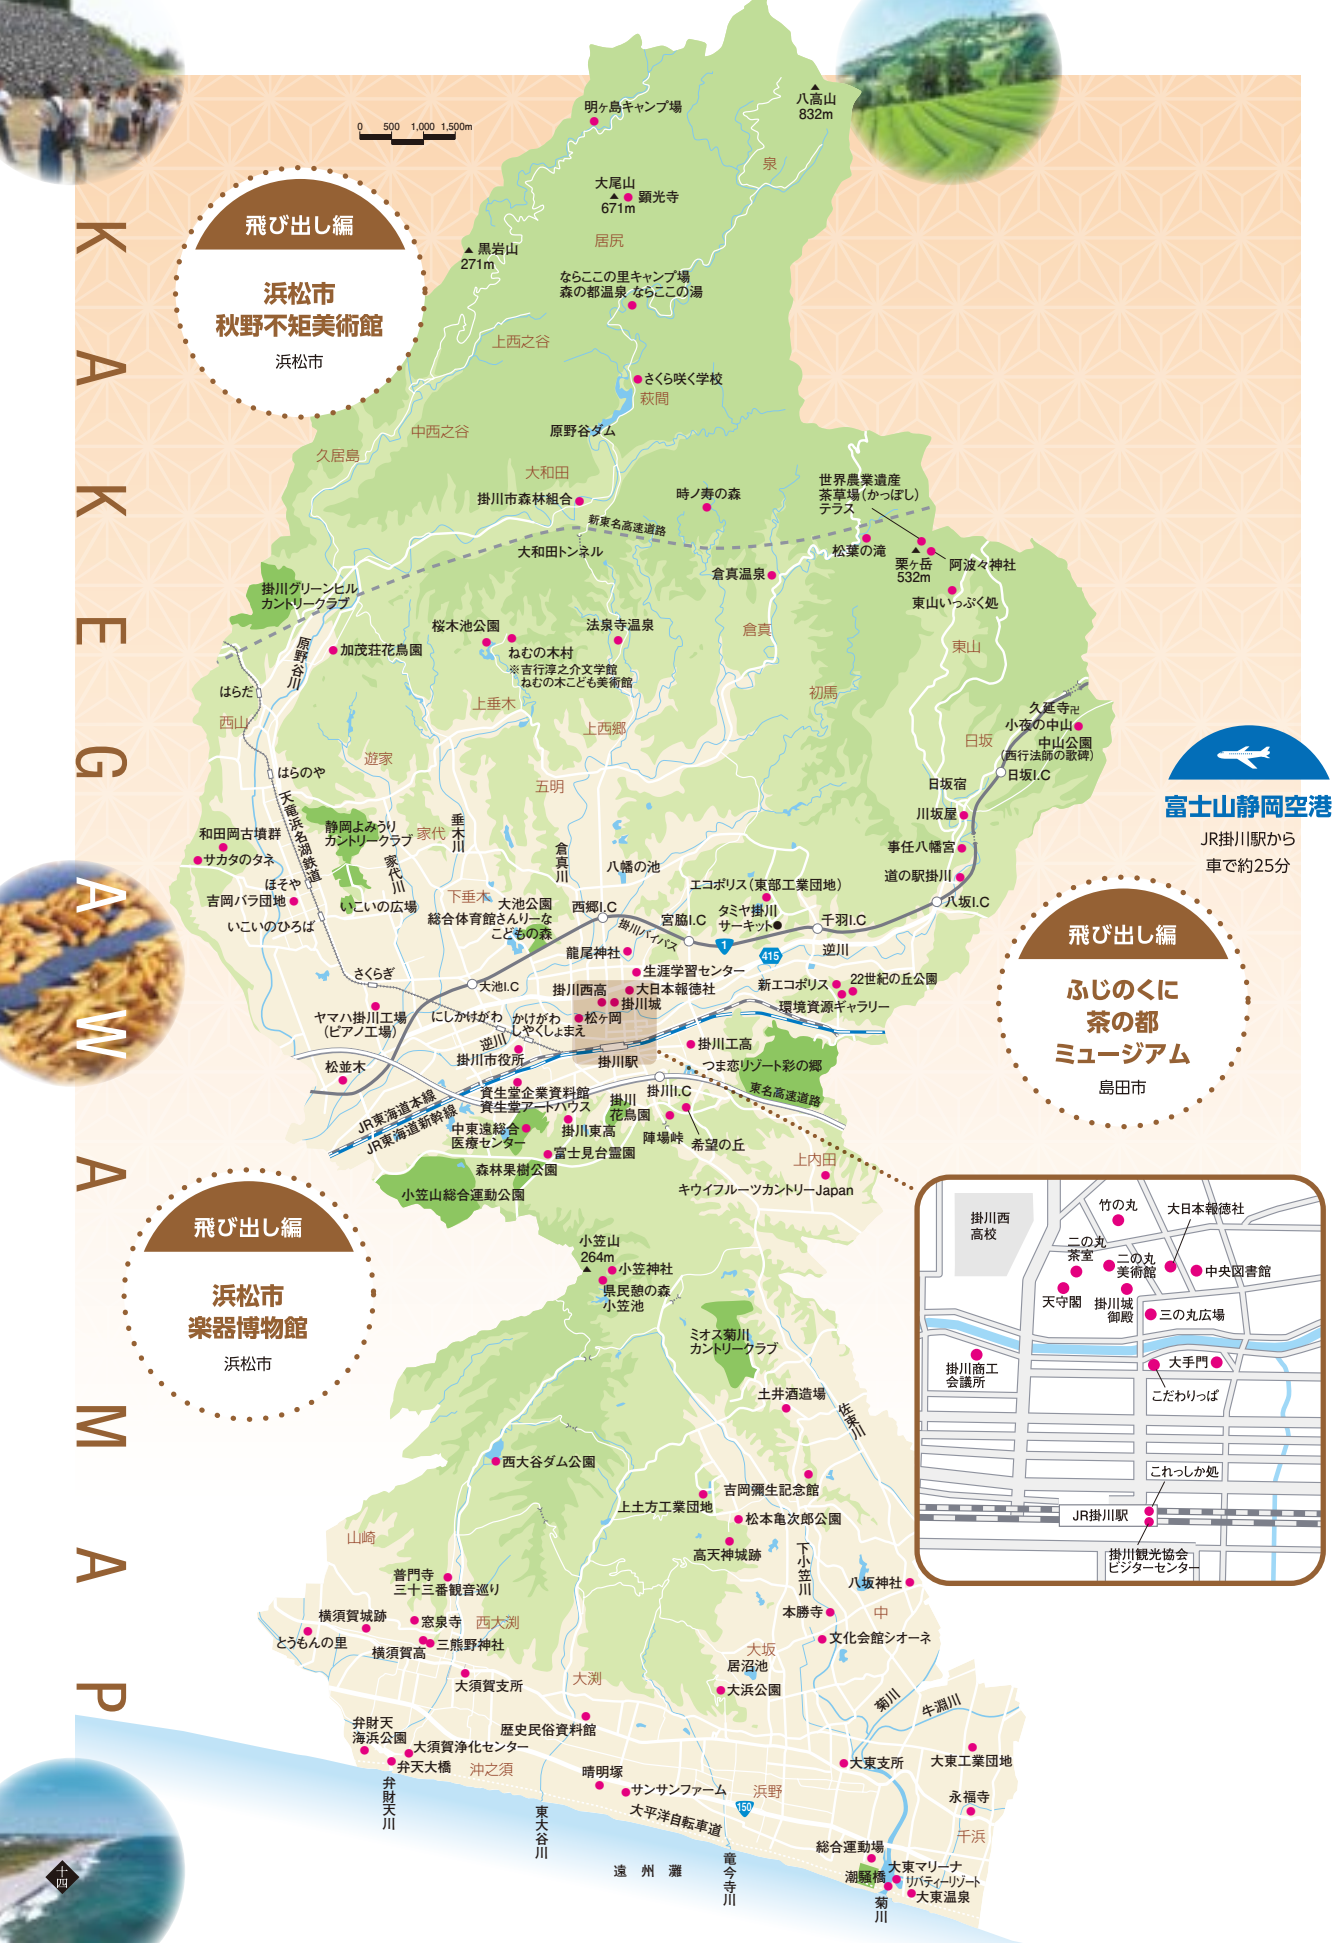 KAKEGAWA AREA MAP
0 500 1,000 1,500m
飛び出し編
浜松市
秋野不矩美術館
浜松市
明ヶ島キャンプ場
八高山
832m
泉
大尾山
671m
顕光寺
居尻
黒岩山
271m
ならここの里キャンプ場
森の都温泉 ならここの湯
上西之谷
さくら咲く学校
萩間
中西之谷
原野谷ダム
久居島
大和田
掛川市森林組合
時ノ寿の森
世界農業遺産
茶草場(かっぽし)
テラス
新東名高速道路
大和田トンネル
松葉の滝
粟ヶ岳
532m
阿波々神社
倉真温泉
東山いっぷく処
掛川グリーンヒル
カントリークラブ
原野谷川
加茂荘花鳥園
桜木池公園
ねむの木村
※吉行淳之介文学館
ねむの木こども美術館
法泉寺温泉
倉真
東山
はらだ
西山
上垂木
上西郷
初馬
久延寺
小夜の中山
中山公園
(西行法師の歌碑)
日坂
日坂I.C
遊家
はらのや
五明
日坂宿
天竜浜名湖鉄道
川坂屋
富士山静岡空港
JR掛川駅から
車で約25分
静岡よみうり
カントリークラブ
家代
垂木川
和田岡古墳群
サカタのタネ
家代川
倉真川
八幡の池
事任八幡宮
道の駅掛川
ほそや
吉岡バラ団地
いこいの広場
いこいのひろば
下垂木
大池公園
総合体育館さんりーな
こどもの森
西郷I.C
エコポリス(東部工業団地)
タミヤ掛川
サーキット
八坂I.C
掛川バイパス
宮脇I.C
千羽I.C
1
415
逆川
龍尾神社
さくらぎ
大池I.C
生涯学習センター
掛川西高
大日本報徳社
掛川城
松ヶ岡
新エコポリス
22世紀の丘公園
環境資源ギャラリー
ヤマハ掛川工場
(ピアノ工場)
にしかけがわ
かけがわ
しやくしょまえ
逆川
掛川市役所
掛川駅
掛川工高
つま恋リゾート彩の郷
松並木
資生堂企業資料館
資生堂アートハウス
掛川
花鳥園
掛川I.C
東名高速道路
JR東海道本線
JR東海道新幹線
中東遠総合
医療センター
掛川東高
陣場峠
希望の丘
富士見台霊園
森林果樹公園
小笠山総合運動公園
上内田
キウイフルーツカントリーJapan
飛び出し編
ふじのくに
茶の都
ミュージアム
島田市
飛び出し編
浜松市
楽器博物館
浜松市
小笠山
264m
小笠神社
県民憩の森
小笠池
ミオス菊川
カントリークラブ
土井酒造場
佐束川
西大谷ダム公園
吉岡彌生記念館
上土方工業団地
松本亀次郎公園
高天神城跡
下小笠川
山崎
普門寺
三十三番観音巡り
八坂神社
本勝寺
中
横須賀城跡
窓泉寺
西大渕
とうもんの里
横須賀高
三熊野神社
文化会館シオーネ
大坂
居沼池
大須賀支所
大渕
大浜公園
菊川
牛淵川
弁財天
海浜公園
歴史民俗資料館
大須賀浄化センター
弁天大橋
沖之須
弁財天川
晴明塚
サンサンファーム
浜野
150
大東支所
大東工業団地
永福寺
千浜
東大谷川
太平洋自転車道
竜今寺川
遠州灘
総合運動場
潮騒橋
大東マリーナ
リバティーリゾート
大東温泉
菊川
掛川西
高校
竹の丸
大日本報徳社
二の丸
茶室
二の丸
美術館
中央図書館
天守閣
掛川城
御殿
三の丸広場
掛川商工
会議所
大手門
こだわりっぱ
これっしか処
JR掛川駅
掛川観光協会
ビジターセンター
十四